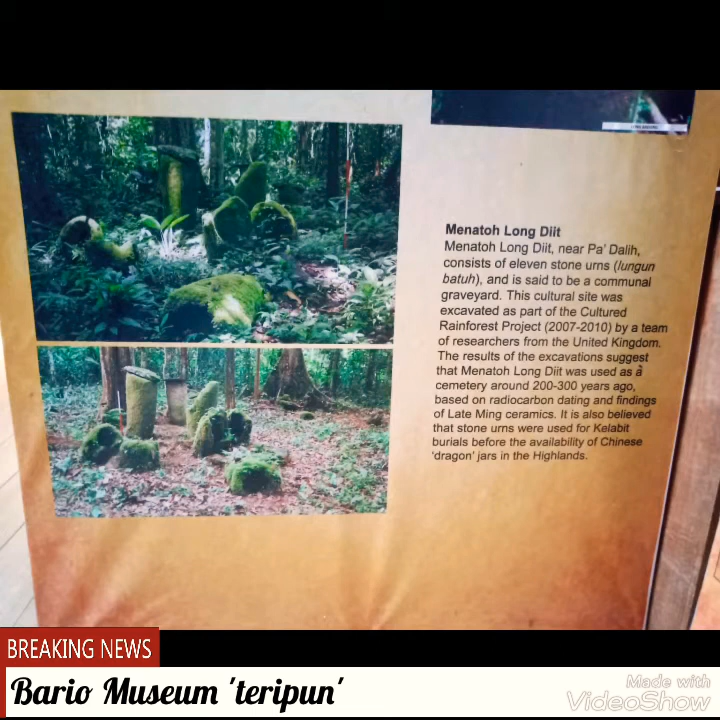 Menatoh Long Diit
Menatoh Long Diit, near Pa' Dalih,
consists of eleven stone urns (lungun
batuh), and is said to be a communal
graveyard. This cultural site was
excavated as part of the Cultured
Rainforest Project (2007-2010) by a team
of researchers from the United Kingdom.
The results of the excavations suggest
that Menatoh Long Diit was used as a
cemetery around 200-300 years ago,
based on radiocarbon dating and findings
of Late Ming ceramics. It is also believed
that stone urns were used for Kelabit
burials before the availability of Chinese
'dragon' jars in the Highlands.
BREAKING NEWS
Bario Museum 'teripun'
Made with
VideoShow